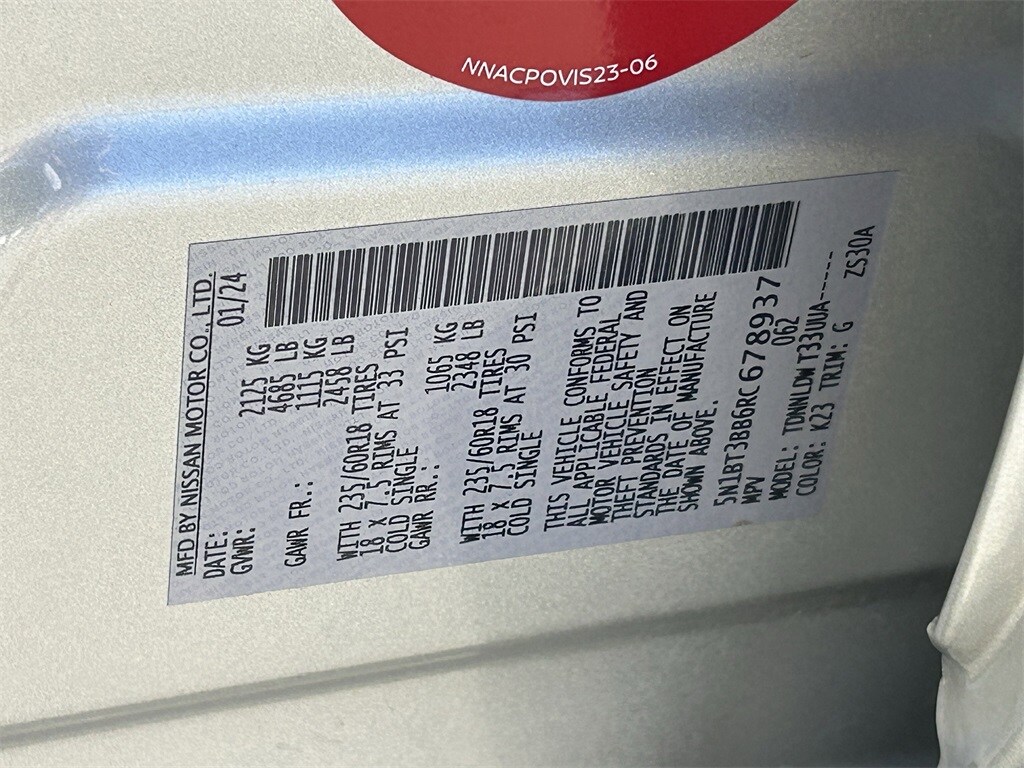 NNACPOVIS23-06
MFD BY NISSAN MOTOR CO., LTD.
DATE: 01/24
GVWR: 2125 KG
4685 LB
GAWR FR.: 1115 KG
2458 LB
WITH 235/60R18 TIRES
18 X 7.5 RIMS AT 33 PSI
COLD SINGLE
GAWR RR.: 1065 KG
2348 LB
WITH 235/60R18 TIRES
18 X 7.5 RIMS AT 30 PSI
COLD SINGLE
THIS VEHICLE CONFORMS TO
ALL APPLICABLE FEDERAL
MOTOR VEHICLE SAFETY AND
THEFT PREVENTION
STANDARDS IN EFFECT ON
THE DATE OF MANUFACTURE
SHOWN ABOVE.
5N1BT3BB6RC678937
MPV 062
MODEL: TDNNLDW T33UUA-----
COLOR: K23 TRIM: G ZS30A